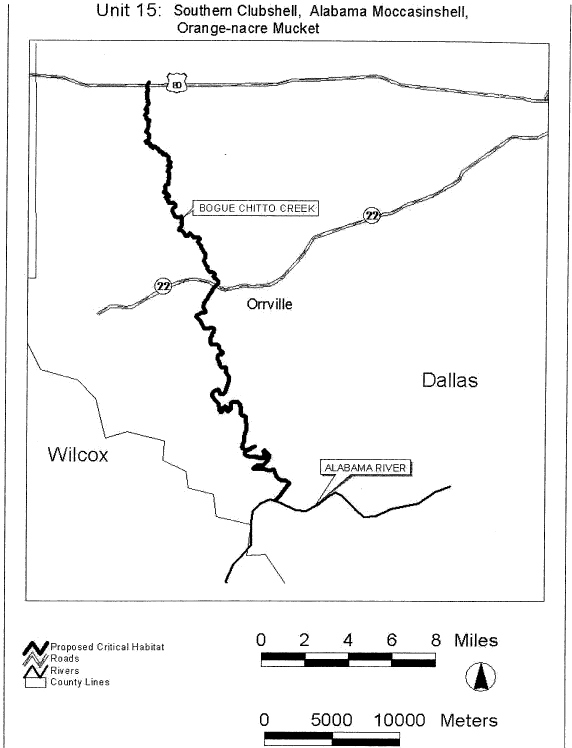 Unit 15: Southern Clubshell, Alabama Moccasinshell,
Orange-nacre Mucket
80
BOGUE CHITTO CREEK
22
22
Orrville
Dallas
Wilcox
ALABAMA RIVER
Proposed Critical Habitat
Roads
Rivers
County Lines
0 2 4 6 8 Miles
0 5000 10000 Meters